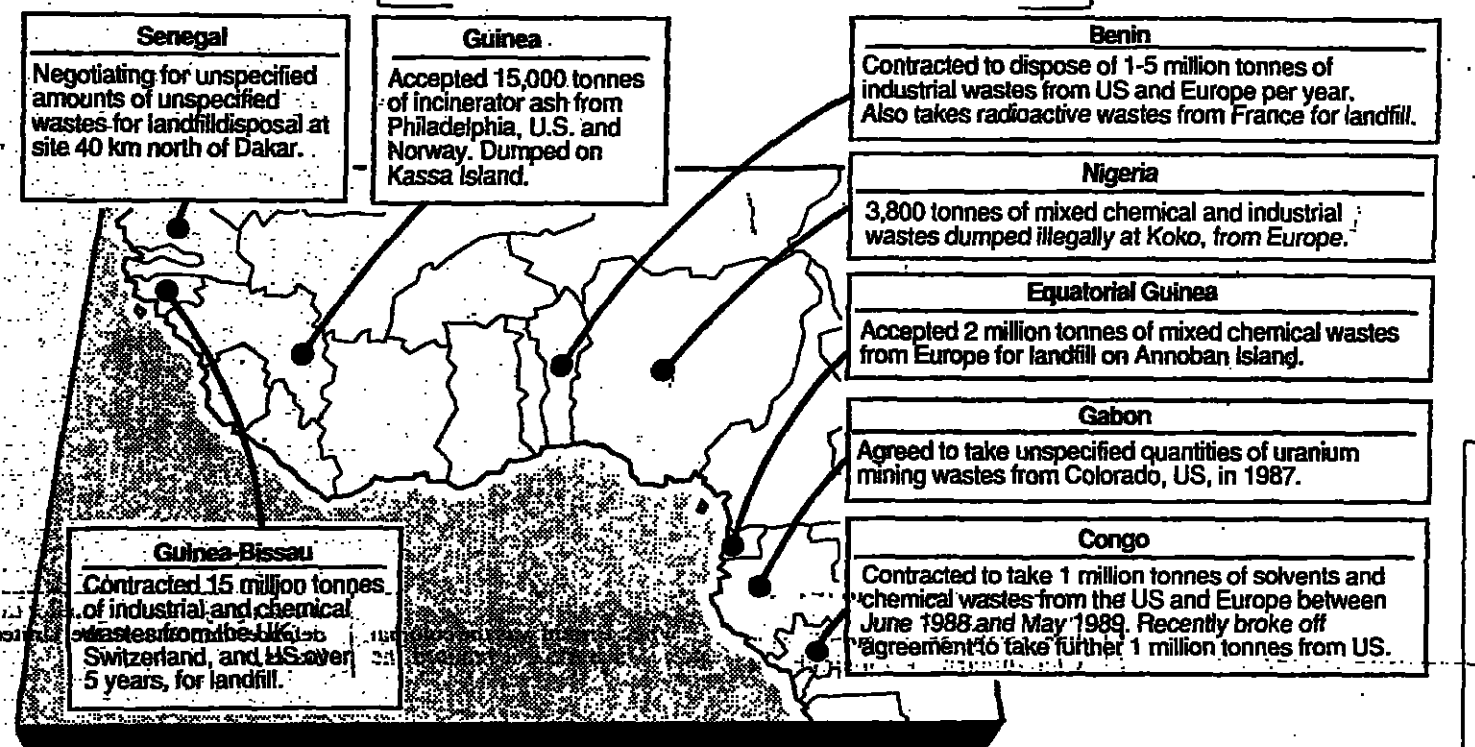 Senegal
Negotiating for unspecified
amounts of unspecified
wastes for landfilldisposal at
site 40 km north of Dakar.
Guinea
Accepted 15,000 tonnes
of incinerator ash from
Philadelphia, U.S. and
Norway. Dumped on
Kassa Island.
Benin
Contracted to dispose of 1-5 million tonnes of
industrial wastes from US and Europe per year.
Also takes radioactive wastes from France for landfill.
Nigeria
3,800 tonnes of mixed chemical and industrial
wastes dumped illegally at Koko, from Europe.
Equatorial Guinea
Accepted 2 million tonnes of mixed chemical wastes
from Europe for landfill on Annoban Island.
Gabon
Agreed to take unspecified quantities of uranium
mining wastes from Colorado, US, in 1987.
Congo
Contracted to take 1 million tonnes of solvents and
chemical wastes from the US and Europe between
June 1988 and May 1989. Recently broke off
agreement to take further 1 million tonnes from US.
Guinea-Bissau
Contracted 15 million tonnes
of industrial and chemical
wastes from the UK,
Switzerland, and US over
5 years, for landfill.